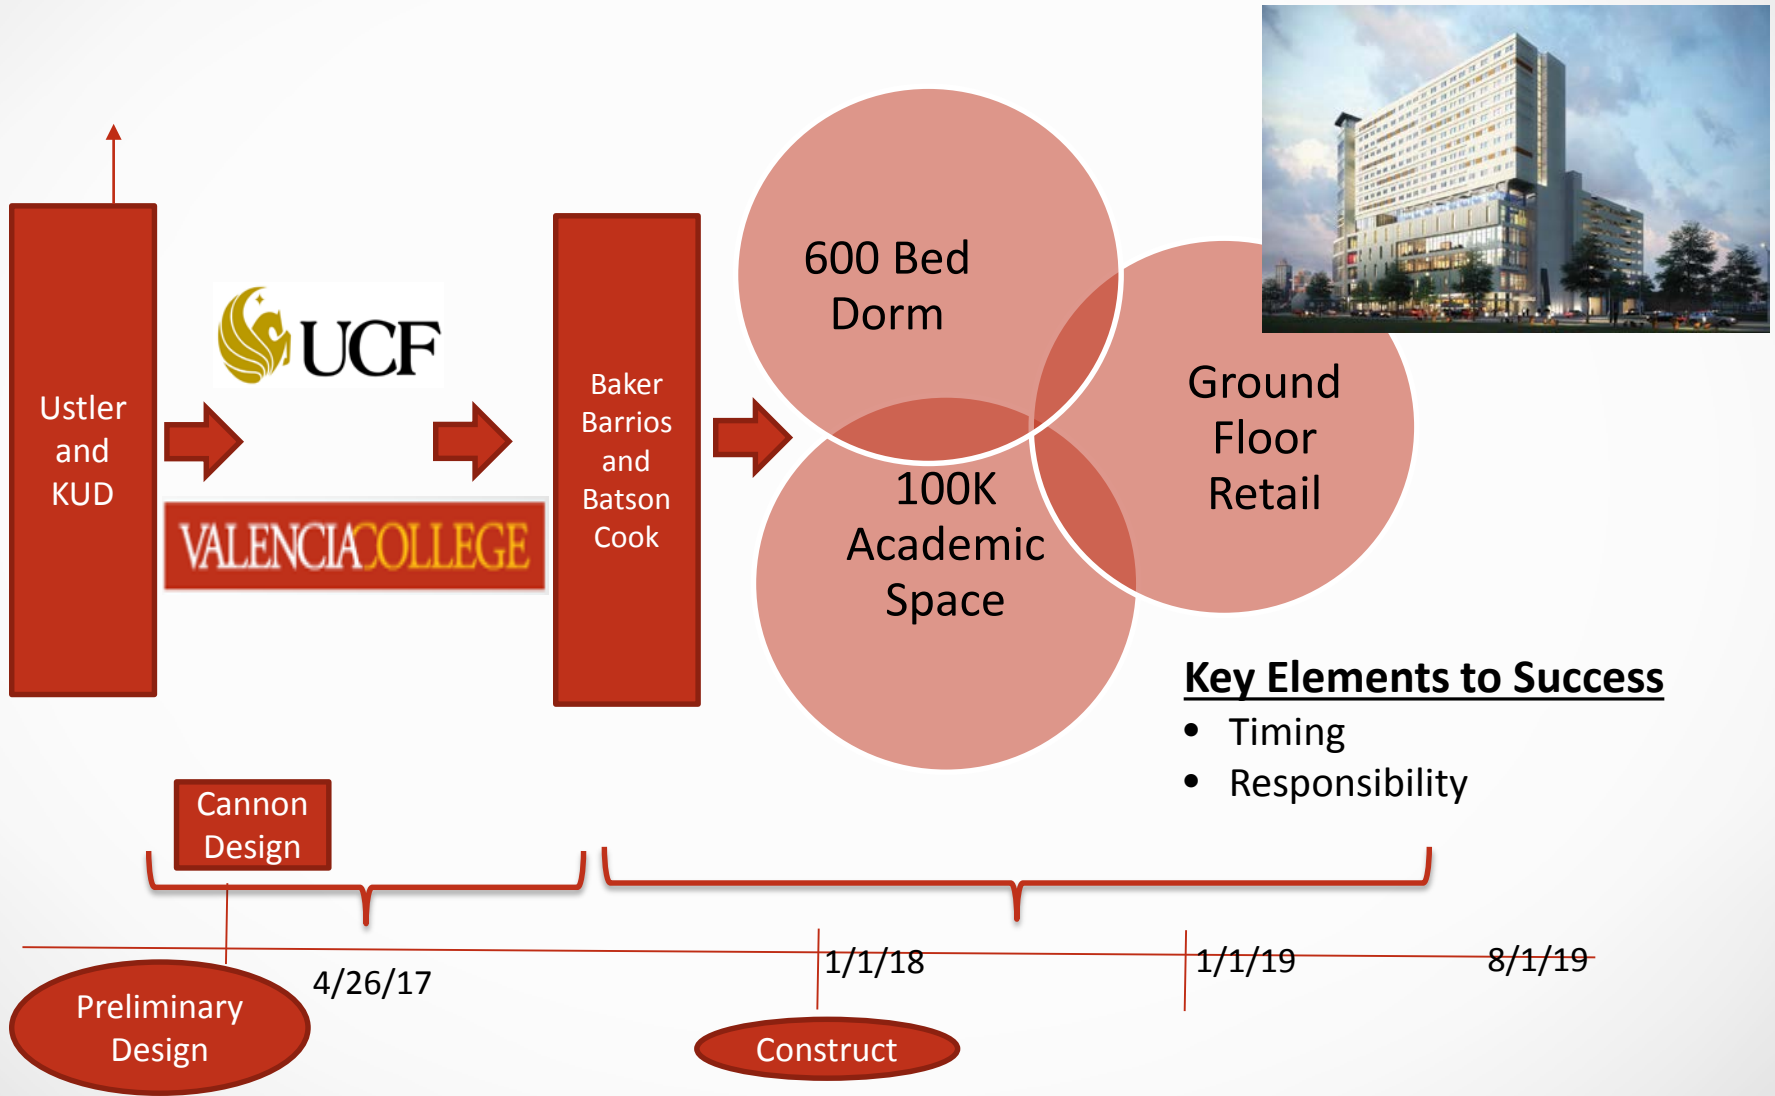 Ustler
and
KUD
UCF
VALENCIACOLLEGE
Baker
Barrios
and
Batson
Cook
600 Bed
Dorm
100K
Academic
Space
Ground
Floor
Retail
Key Elements to Success
• Timing
• Responsibility
Cannon
Design
4/26/17
1/1/18
1/1/19
8/1/19
Preliminary
Design
Construct